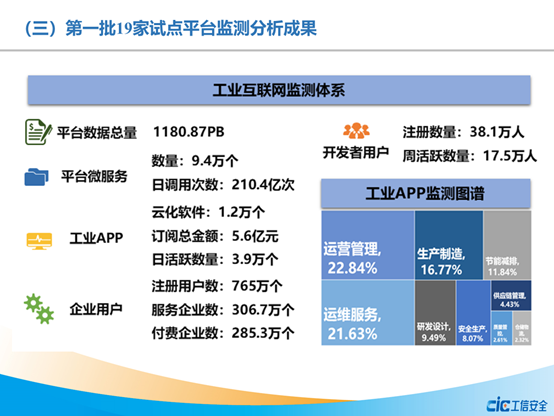 （三）第一批19家试点平台监测分析成果
工业互联网监测体系
平台数据总量
1180.87PB
平台微服务
数量：9.4万个
日调用次数：210.4亿次
工业APP
云化软件：1.2万个
订阅总金额：5.6亿元
日活跃数量：3.9万个
企业用户
注册用户数：765万个
服务企业数：306.7万个
付费企业数：285.3万个
开发者用户
注册数量：38.1万人
周活跃数量：17.5万人
工业APP监测图谱
运营管理,
22.84%
运维服务,
21.63%
生产制造,
16.77%
节能减排,
11.84%
研发设计,
9.49%
安全生产,
8.07%
供应链管理,
4.43%
质量管
控,
2.61%
仓储物
流,
2.32%
CIC工信安全